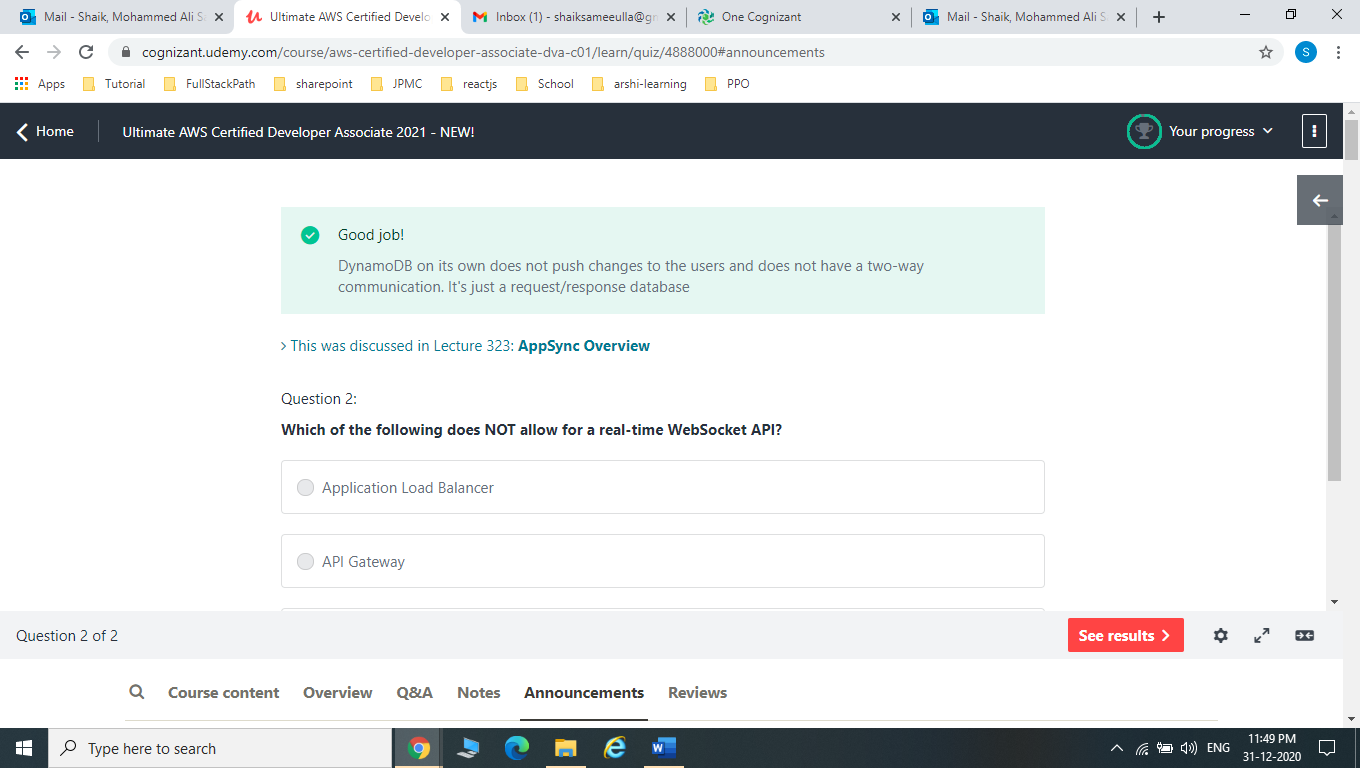 Mail - Shaik, Mohammed Ali S
Ultimate AWS Certified Develo
Inbox (1) - shaiksameeulla@gm
One Cognizant
Mail - Shaik, Mohammed Ali S
cognizant.udemy.com/course/aws-certified-developer-associate-dva-c01/learn/quiz/4888000#announcements
S
Apps
Tutorial
FullStackPath
sharepoint
JPMC
reactjs
School
arshi-learning
PPO
Home
Ultimate AWS Certified Developer Associate 2021 - NEW!
Your progress
Good job!
DynamoDB on its own does not push changes to the users and does not have a two-way
communication. It's just a request/response database
This was discussed in Lecture 323: AppSync Overview
Question 2:
Which of the following does NOT allow for a real-time WebSocket API?
Application Load Balancer
API Gateway
Question 2 of 2
See results
Course content
Overview
Q&A
Notes
Announcements
Reviews
Type here to search
ENG
11:49 PM
31-12-2020